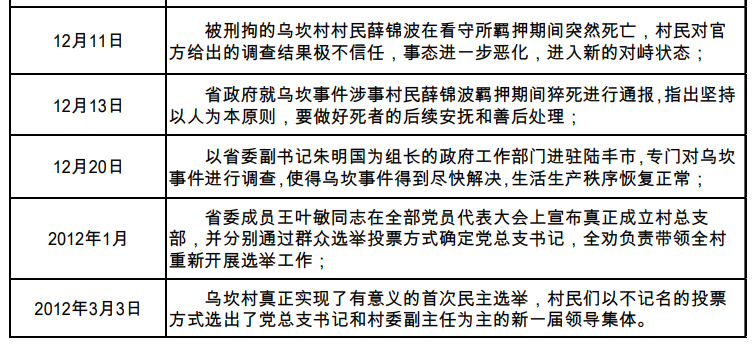 12月11日
被刑拘的乌坎村村民薛锦波在看守所羁押期间突然死亡，村民对官
方给出的调查结果极不信任，事态进一步恶化，进入新的对峙状态；
12月13日
省政府就乌坎事件涉事村民薛锦波羁押期间猝死进行通报,指出坚持
以人为本原则，要做好死者的后续安抚和善后处理；
12月20日
以省委副书记朱明国为组长的政府工作部门进驻陆丰市,专门对乌坎
事件进行调查,使得乌坎事件得到尽快解决,生活生产秩序恢复正常；
2012年1月
省委成员王叶敏同志在全部党员代表大会上宣布真正成立村总支
部，并分别通过群众选举投票方式确定党总支书记，全劝负责带领全村
重新开展选举工作；
2012年3月3日
乌坎村真正实现了有意义的首次民主选举，村民们以不记名的投票
方式选出了党总支书记和村委副主任为主的新一届领导集体。